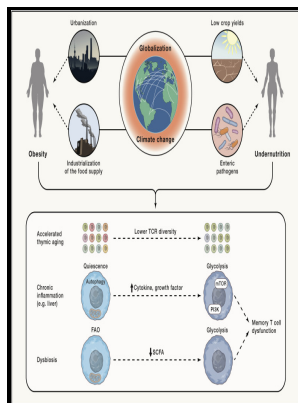 Urbanization
Low crop yields
Globalization
Climate change
Obesity
Industrialization
of the food supply
Enteric
pathogens
Undernutrition
Accelerated
thymic aging
Lower TCR diversity
Quiescence
Glycolysis
Chronic
inflammation
(e.g. liver)
Autophagy
Cytokine, growth factor
mTOR
PI3K
Memory T cell
dysfunction
FAO
Glycolysis
Dysbiosis
SCFA